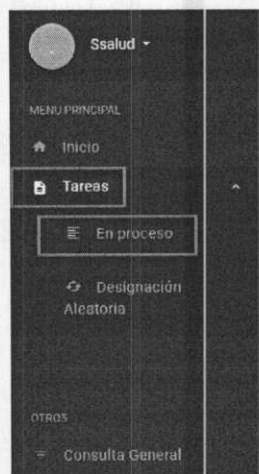 Ssalud
MENU PRINCIPAL
Inicio
Tareas
En proceso
Designación
Aleatoria
OTROS
Consulta General